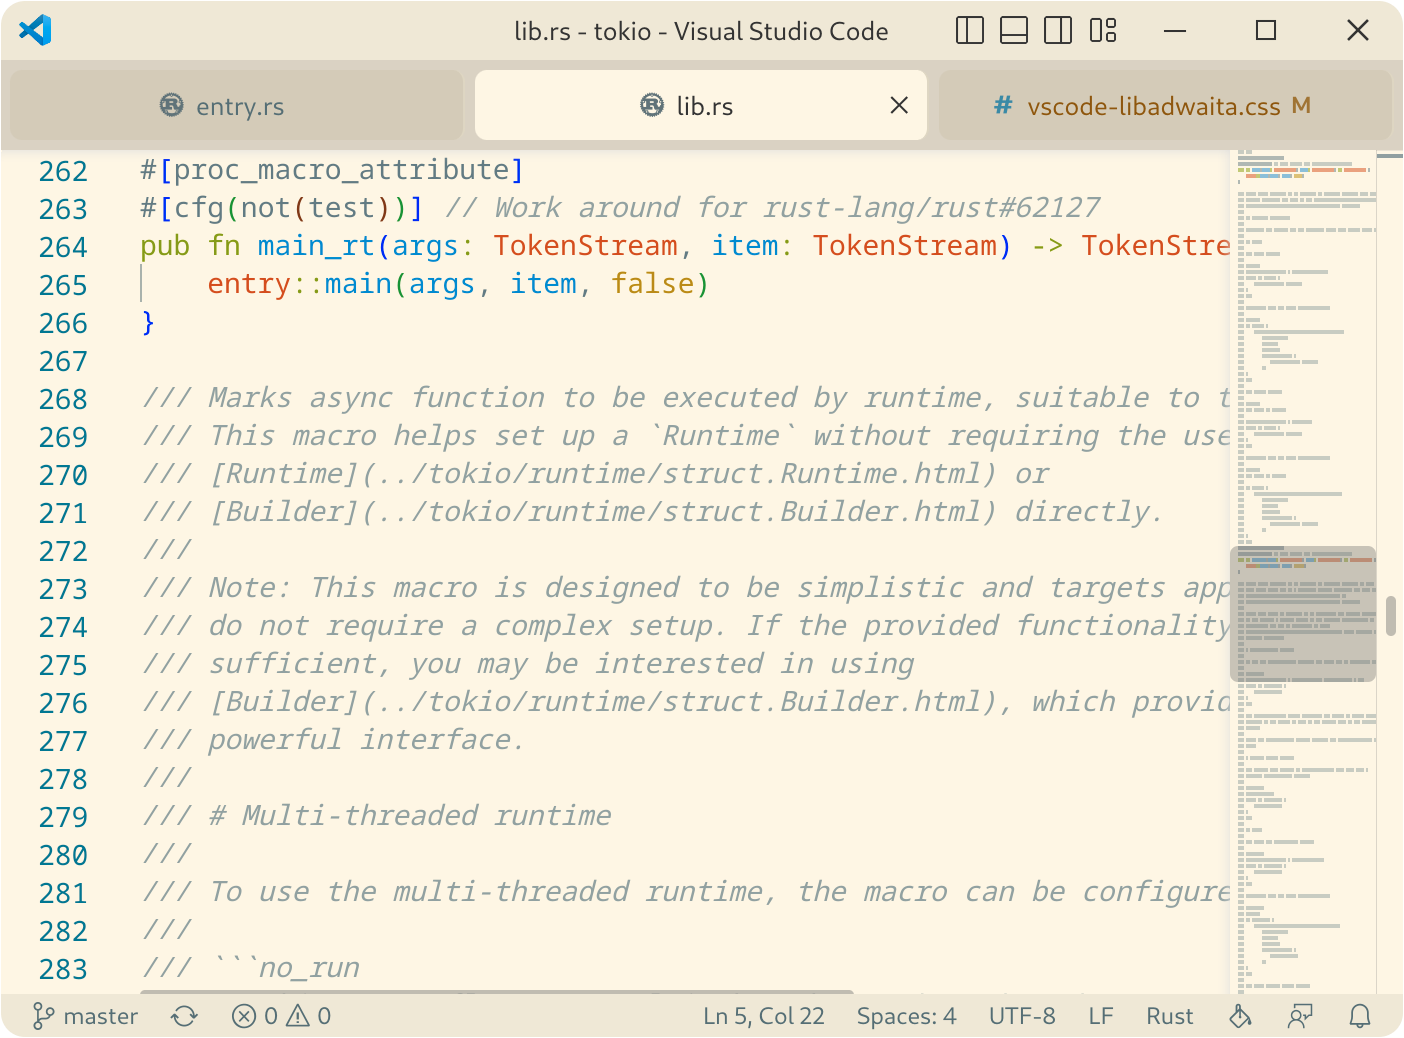 lib.rs - tokio - Visual Studio Code
entry.rs
lib.rs
# vscode-libadwaita.css M
262 #[proc_macro_attribute]
263 #[cfg(not(test))] // Work around for rust-lang/rust#62127
264 pub fn main_rt(args: TokenStream, item: TokenStream) -> TokenStre
265 entry::main(args, item, false)
266 }
267
268 /// Marks async function to be executed by runtime, suitable to t
269 /// This macro helps set up a `Runtime` without requiring the use
270 /// [Runtime](../tokio/runtime/struct.Runtime.html) or
271 /// [Builder](../tokio/runtime/struct.Builder.html) directly.
272 ///
273 /// Note: This macro is designed to be simplistic and targets app
274 /// do not require a complex setup. If the provided functionality
275 /// sufficient, you may be interested in using
276 /// [Builder](../tokio/runtime/struct.Builder.html), which provid
277 /// powerful interface.
278 ///
279 /// # Multi-threaded runtime
280 ///
281 /// To use the multi-threaded runtime, the macro can be configure
282 ///
283 /// ```no_run
master 0 0 Ln 5, Col 22 Spaces: 4 UTF-8 LF Rust